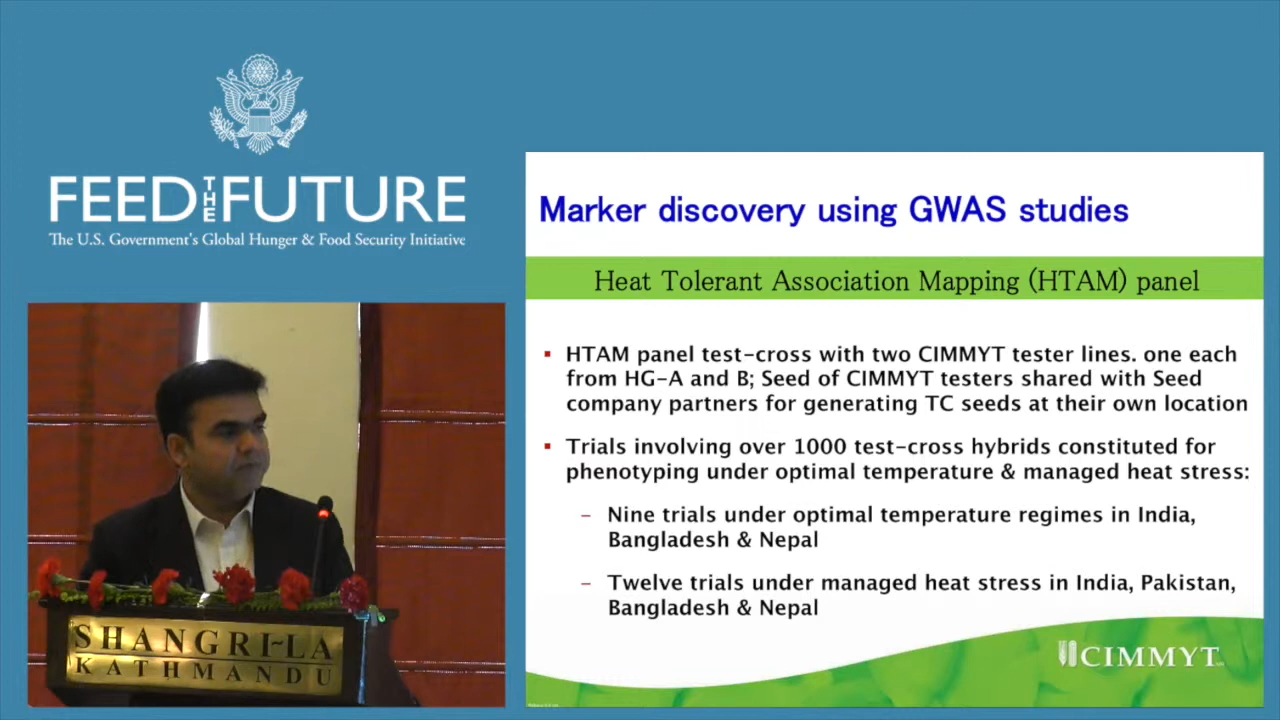 FEED THE FUTURE
The U.S. Government's Global Hunger & Food Security Initiative
SHANGRI~LA
KATHMANDU
Marker discovery using GWAS studies
Heat Tolerant Association Mapping (HTAM) panel
▪ HTAM panel test-cross with two CIMMYT tester lines. one each
from HG-A and B; Seed of CIMMYT testers shared with Seed
company partners for generating TC seeds at their own location
▪ Trials involving over 1000 test-cross hybrids constituted for
phenotyping under optimal temperature & managed heat stress:
– Nine trials under optimal temperature regimes in India,
Bangladesh & Nepal
– Twelve trials under managed heat stress in India, Pakistan,
Bangladesh & Nepal
CIMMYT